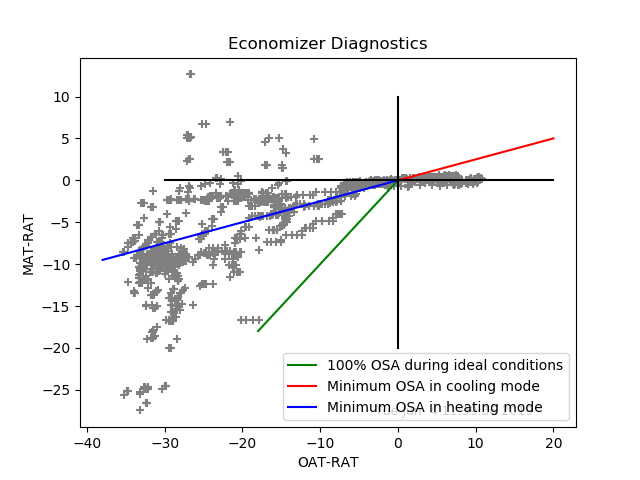 Economizer Diagnostics
10
5
0
−5
−10
−15
−20
−25
MAT-RAT
−40
−30
−20
−10
0
10
20
OAT-RAT
100% OSA during ideal conditions
Minimum OSA in cooling mode
Minimum OSA in heating mode